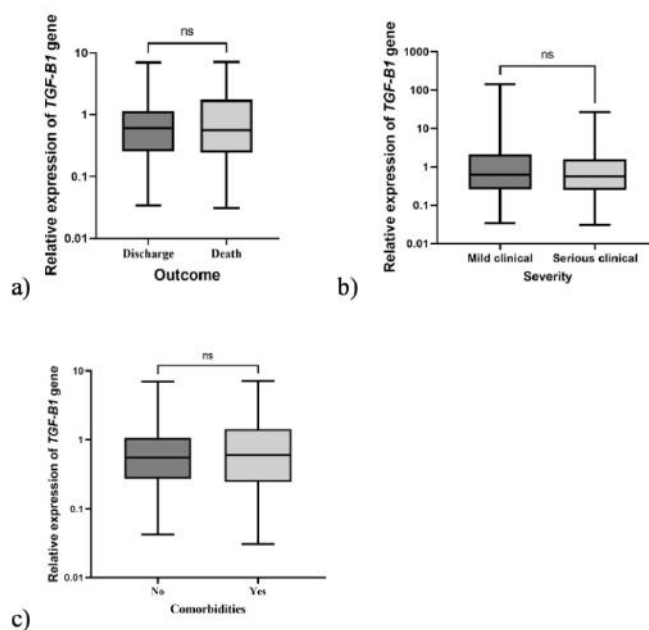 Relative expression of TGF-B1 gene
ns
10
1
0.1
0.01
Discharge Death
Outcome
a)
Relative expression of TGF-B1 gene
ns
1000
100
10
1
0.1
0.01
Mild clinical Serious clinical
Severity
b)
Relative expression of TGF-B1 gene
ns
10
1
0.1
0.01
No Yes
Comorbidities
c)